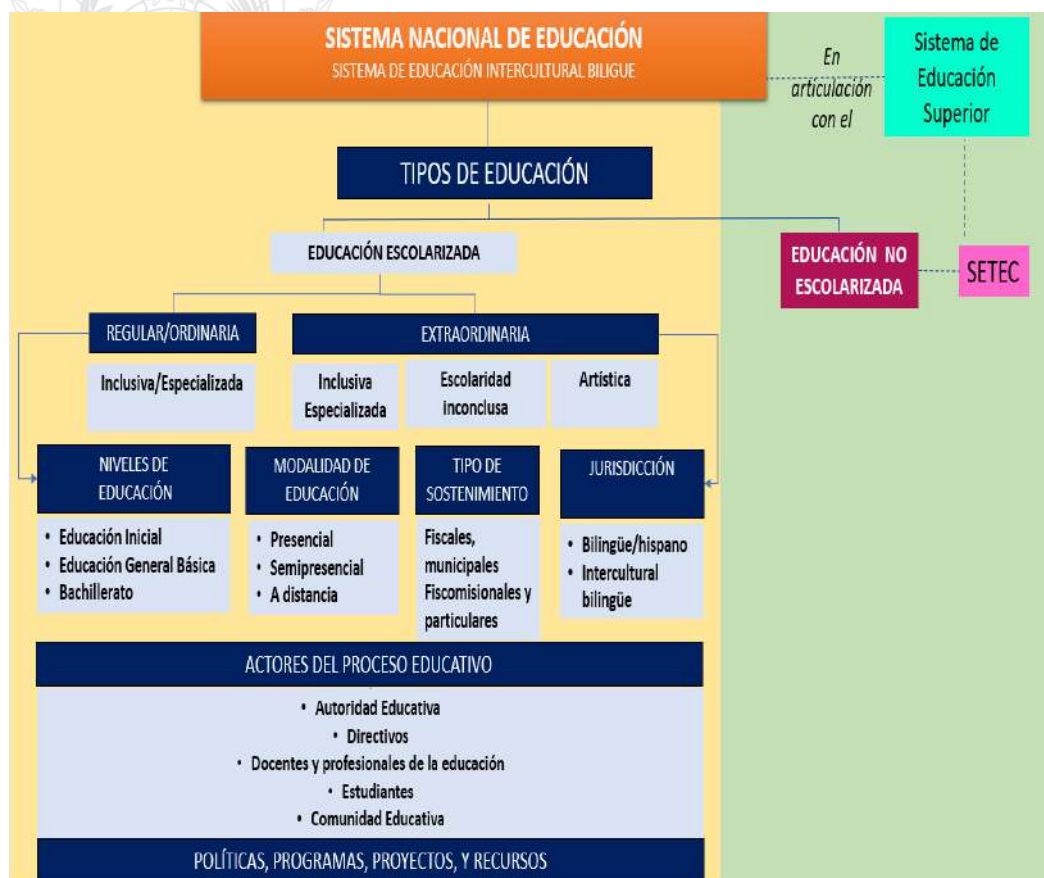 SISTEMA NACIONAL DE EDUCACIÓN
SISTEMA DE EDUCACIÓN INTERCULTURAL BILIGUE
En
articulación
con el
Sistema de
Educación
Superior
TIPOS DE EDUCACIÓN
EDUCACIÓN ESCOLARIZADA
EDUCACIÓN NO
ESCOLARIZADA
SETEC
REGULAR/ORDINARIA
EXTRAORDINARIA
Inclusiva/Especializada
Inclusiva
Especializada
Escolaridad
inconclusa
Artística
NIVELES DE
EDUCACIÓN
• Educación Inicial
• Educación General Básica
• Bachillerato
MODALIDAD DE
EDUCACIÓN
• Presencial
• Semipresencial
• A distancia
TIPO DE
SOSTENIMIENTO
Fiscales,
municipales
Fiscomisionales y
particulares
JURISDICCIÓN
• Bilingüe/hispano
• Intercultural
bilingüe
ACTORES DEL PROCESO EDUCATIVO
• Autoridad Educativa
• Directivos
• Docentes y profesionales de la educación
• Estudiantes
• Comunidad Educativa
POLÍTICAS, PROGRAMAS, PROYECTOS, Y RECURSOS